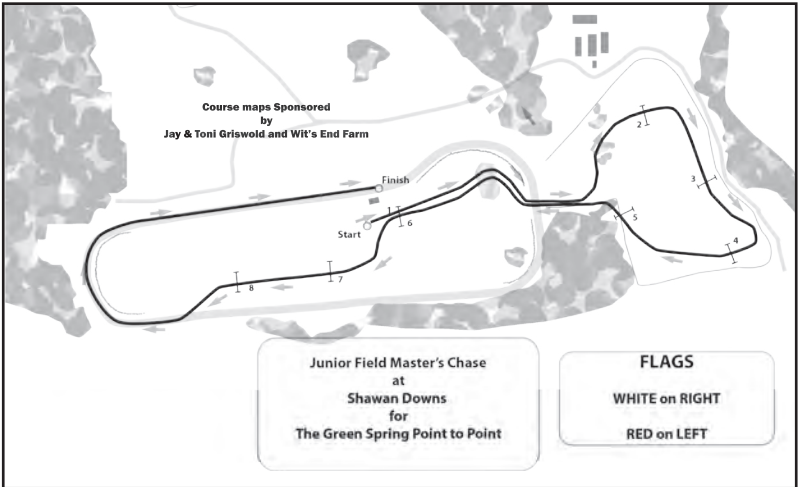 Course maps Sponsored
by
Jay & Toni Griswold and Wit's End Farm
2
Finish
3
1
6
5
Start
4
7
8
Junior Field Master's Chase
at
Shawan Downs
for
The Green Spring Point to Point
FLAGS
WHITE on RIGHT
RED on LEFT